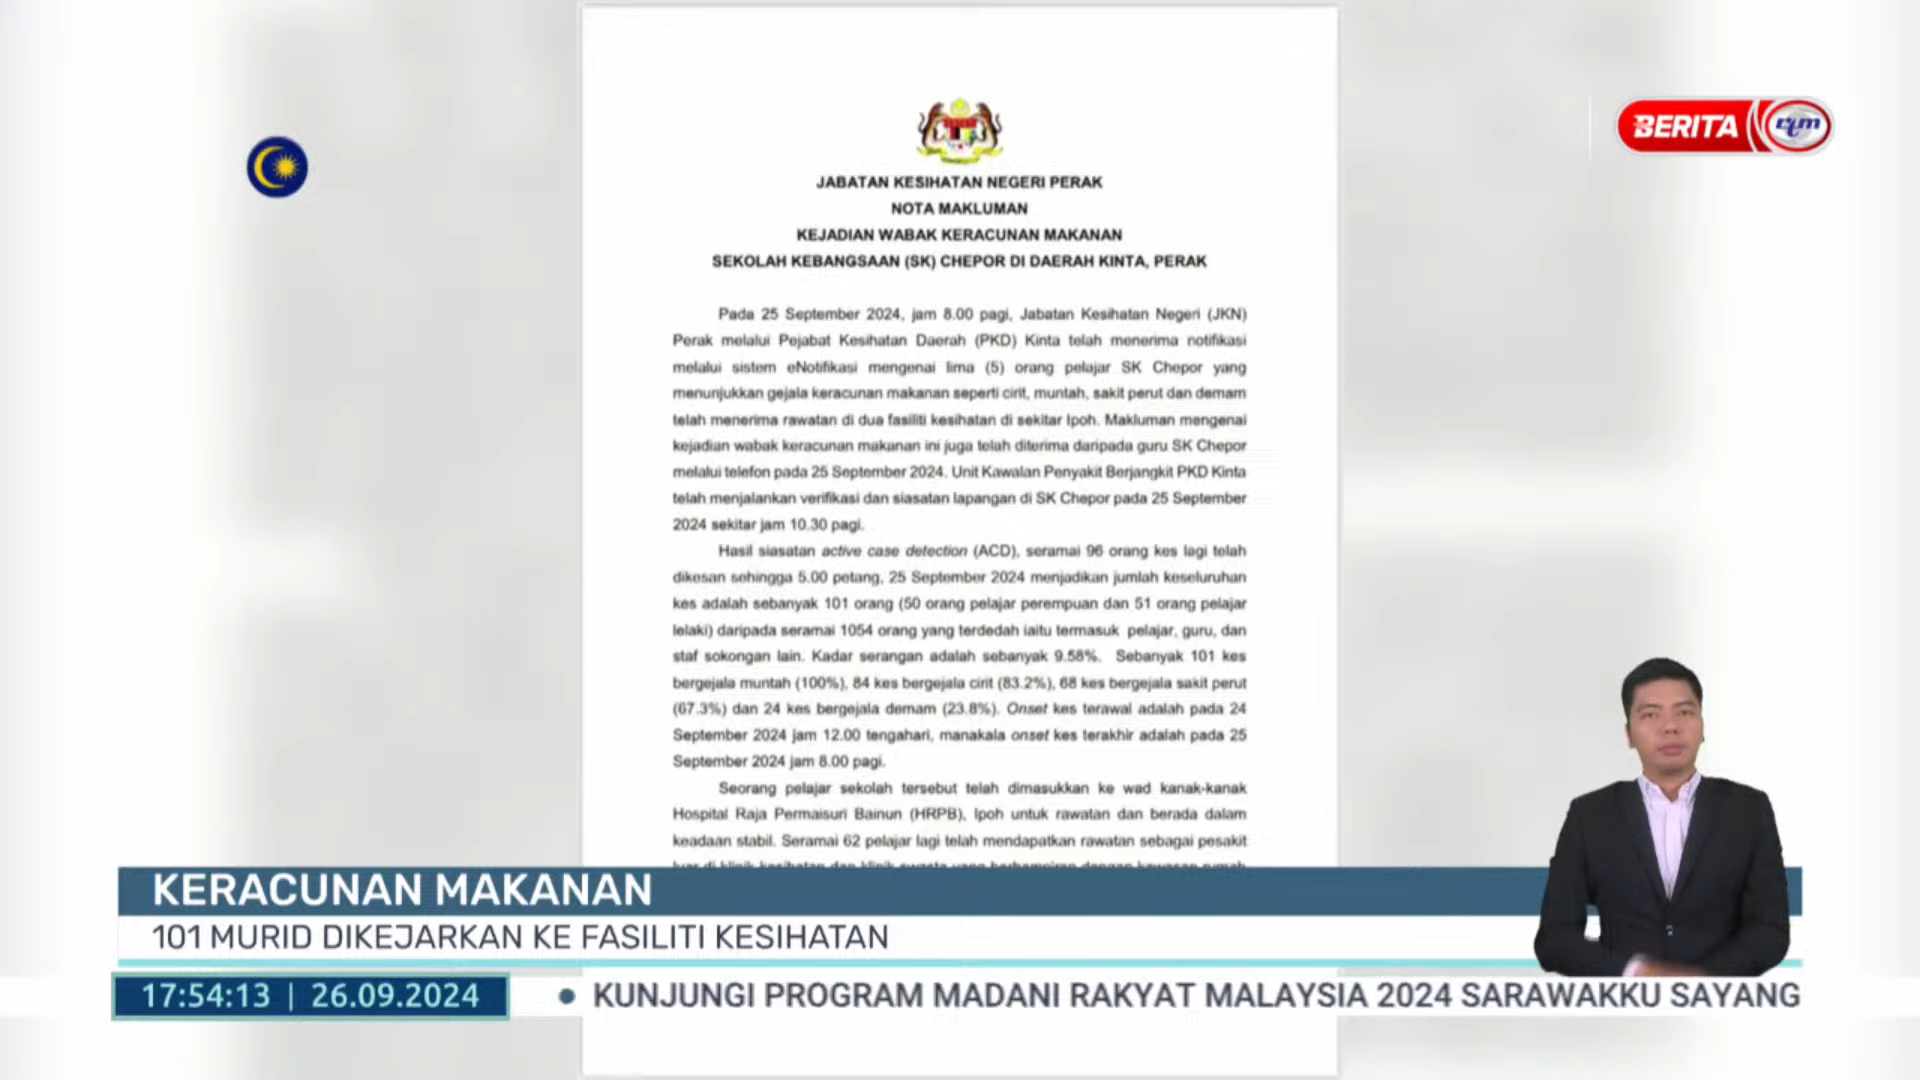 BERITA rtm
JABATAN KESIHATAN NEGERI PERAK
NOTA MAKLUMAN
KEJADIAN WABAK KERACUNAN MAKANAN
SEKOLAH KEBANGSAAN (SK) CHEPOR DI DAERAH KINTA, PERAK
Pada 25 September 2024, jam 8.00 pagi, Jabatan Kesihatan Negeri (JKN)
Perak melalui Pejabat Kesihatan Daerah (PKD) Kinta telah menerima notifikasi
melalui sistem eNotifikasi mengenai lima (5) orang pelajar SK Chepor yang
menunjukkan gejala keracunan makanan seperti cirit, muntah, sakit perut dan demam
telah menerima rawatan di dua fasiliti kesihatan di sekitar Ipoh. Makluman mengenai
kejadian wabak keracunan makanan ini juga telah diterima daripada guru SK Chepor
melalui telefon pada 25 September 2024. Unit Kawalan Penyakit Berjangkit PKD Kinta
telah menjalankan verifikasi dan siasatan lapangan di SK Chepor pada 25 September
2024 sekitar jam 10.30 pagi.
Hasil siasatan active case detection (ACD), seramai 96 orang kes lagi telah
dikesan sehingga 5.00 petang, 25 September 2024 menjadikan jumlah keseluruhan
kes adalah sebanyak 101 orang (50 orang pelajar perempuan dan 51 orang pelajar
lelaki) daripada seramai 1054 orang yang terdedah iaitu termasuk pelajar, guru, dan
staf sokongan lain. Kadar serangan adalah sebanyak 9.58%. Sebanyak 101 kes
bergejala muntah (100%), 84 kes bergejala cirit (83.2%), 68 kes bergejala sakit perut
(67.3%) dan 24 kes bergejala demam (23.8%). Onset kes terawal adalah pada 24
September 2024 jam 12.00 tengahari, manakala onset kes terakhir adalah pada 25
September 2024 jam 8.00 pagi.
Seorang pelajar sekolah tersebut telah dimasukkan ke wad kanak-kanak
Hospital Raja Permaisuri Bainun (HRPB), Ipoh untuk rawatan dan berada dalam
keadaan stabil. Seramai 62 pelajar lagi telah mendapatkan rawatan sebagai pesakit
luar di klinik kesihatan dan klinik swasta yang berhampiran dengan kawasan rumah
KERACUNAN MAKANAN
101 MURID DIKEJARKAN KE FASILITI KESIHATAN
17:54:13 | 26.09.2024
• KUNJUNGI PROGRAM MADANI RAKYAT MALAYSIA 2024 SARAWAKKU SAYANG